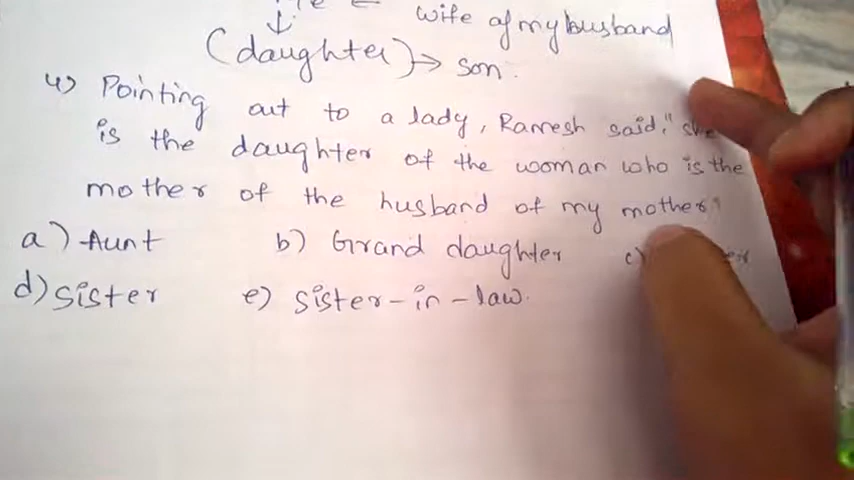 wife of my busband
(daughter) → son.
4) Pointing out to a lady, Ramesh said, "she
is the daughter of the woman who is the
mother of the husband of my mother"
a) Aunt b) Grand daughter c)
d) Sister e) Sister-in-law.